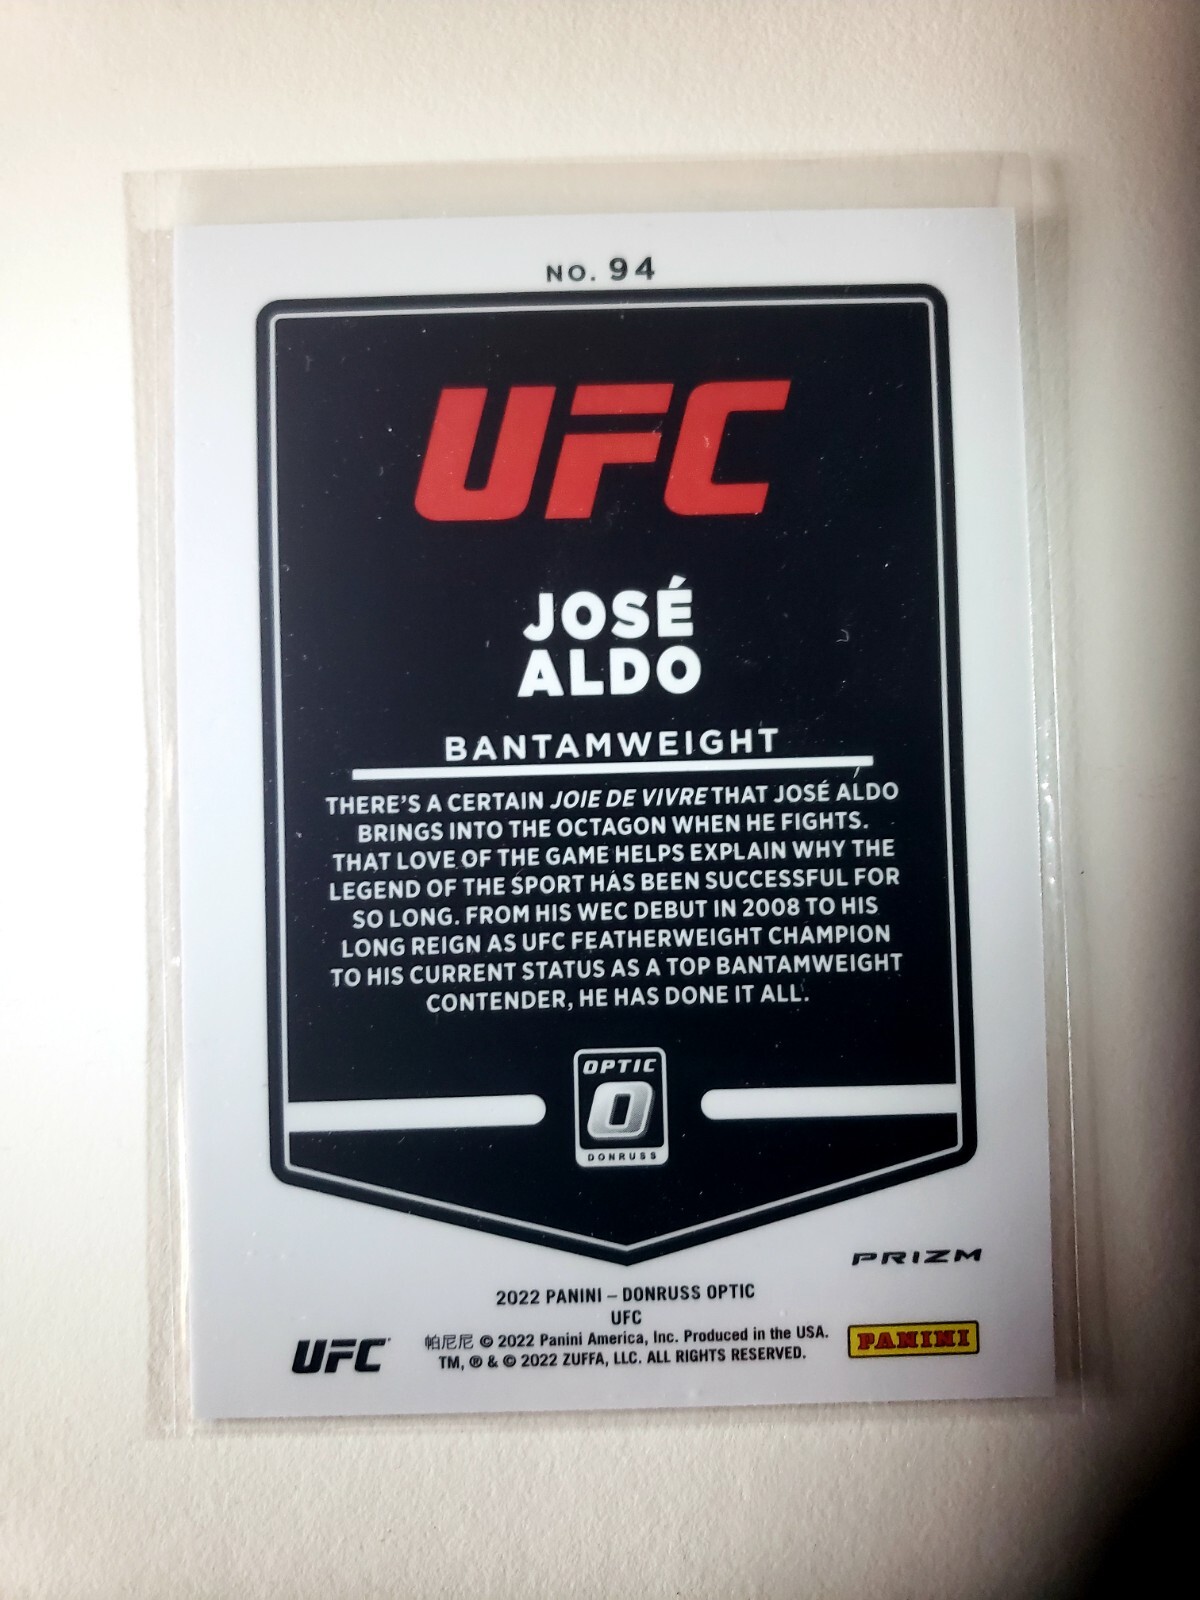 NO. 94
UFC
JOSÉ
ALDO
BANTAMWEIGHT
THERE'S A CERTAIN JOIE DE VIVRE THAT JOSÉ ALDO
BRINGS INTO THE OCTAGON WHEN HE FIGHTS.
THAT LOVE OF THE GAME HELPS EXPLAIN WHY THE
LEGEND OF THE SPORT HAS BEEN SUCCESSFUL FOR
SO LONG. FROM HIS WEC DEBUT IN 2008 TO HIS
LONG REIGN AS UFC FEATHERWEIGHT CHAMPION
TO HIS CURRENT STATUS AS A TOP BANTAMWEIGHT
CONTENDER, HE HAS DONE IT ALL.
OPTIC
O
DONRUSS
PRIZM
2022 PANINI – DONRUSS OPTIC
UFC
帕尼尼 © 2022 Panini America, Inc. Produced in the USA.
TM, ® & © 2022 ZUFFA, LLC. ALL RIGHTS RESERVED.
UFC
PANINI